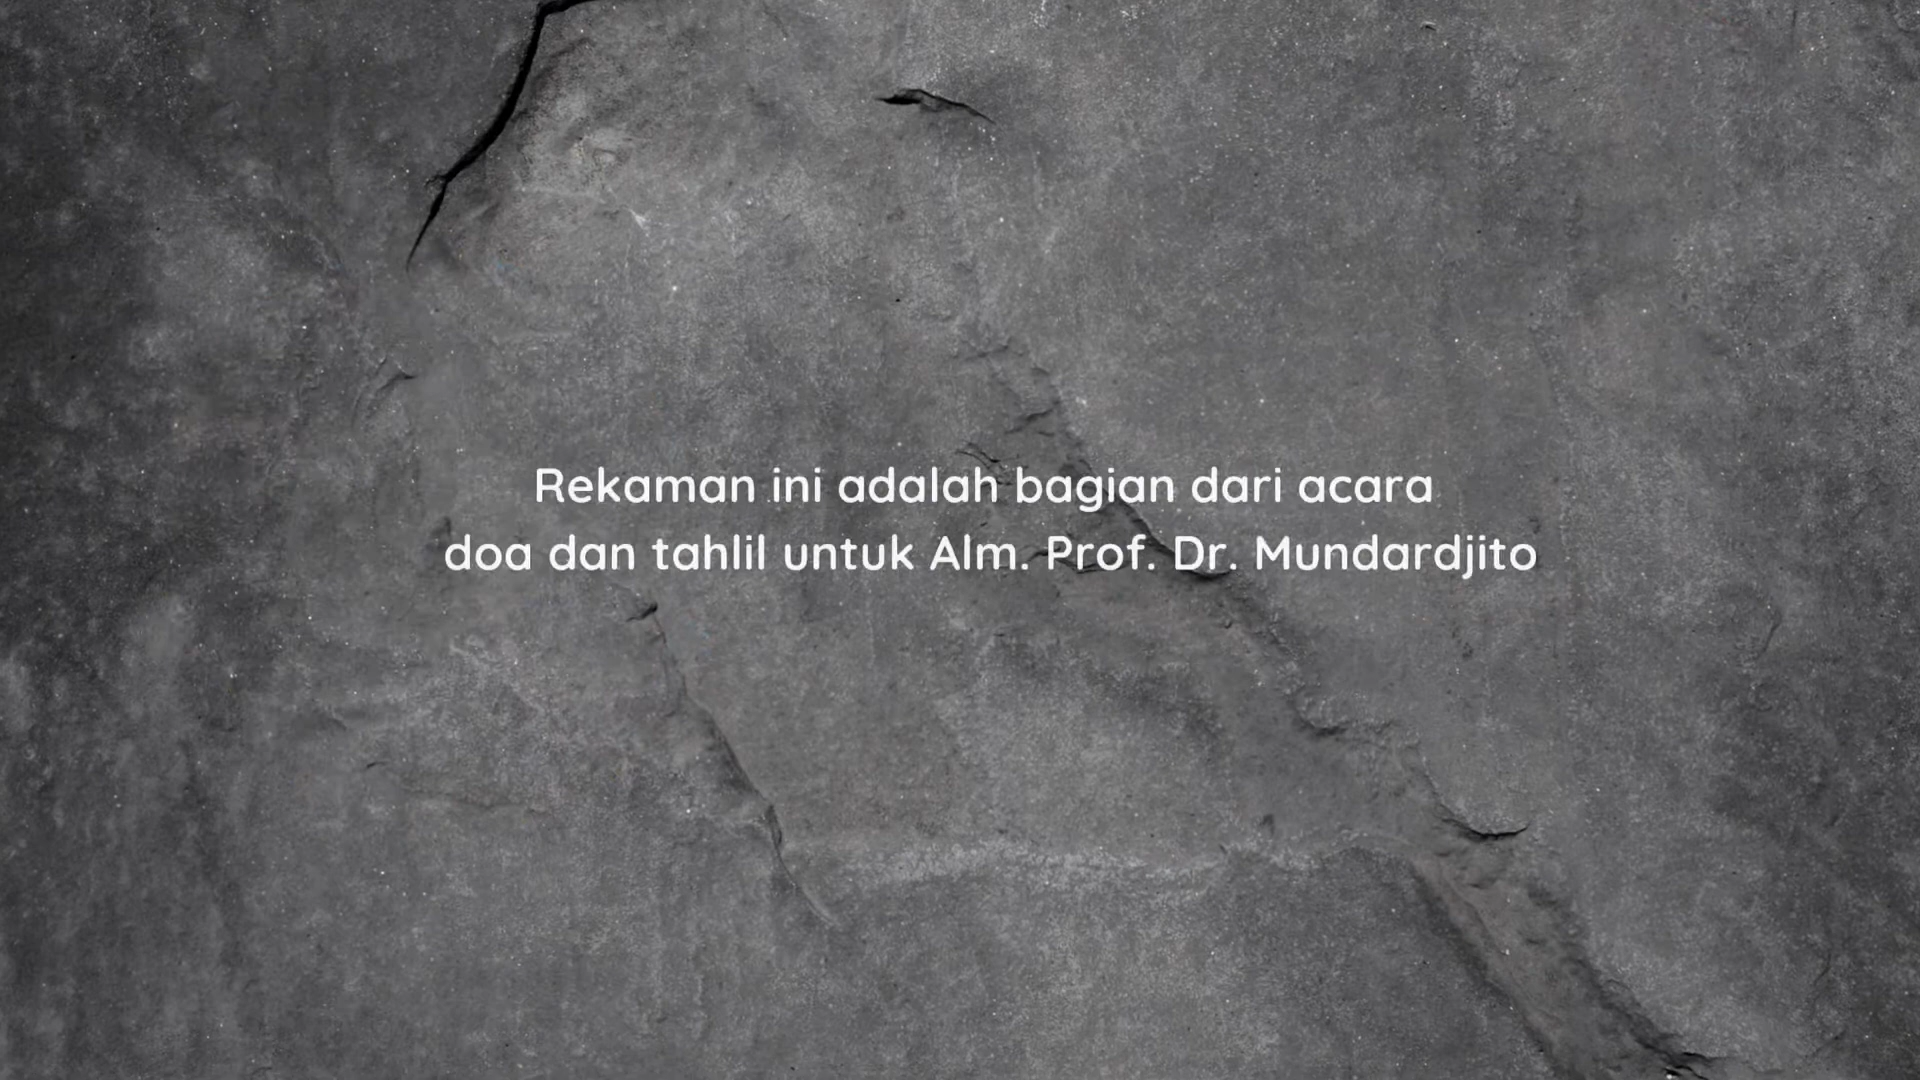 Rekaman ini adalah bagian dari acara
doa dan tahlil untuk Alm. Prof. Dr. Mundardjito